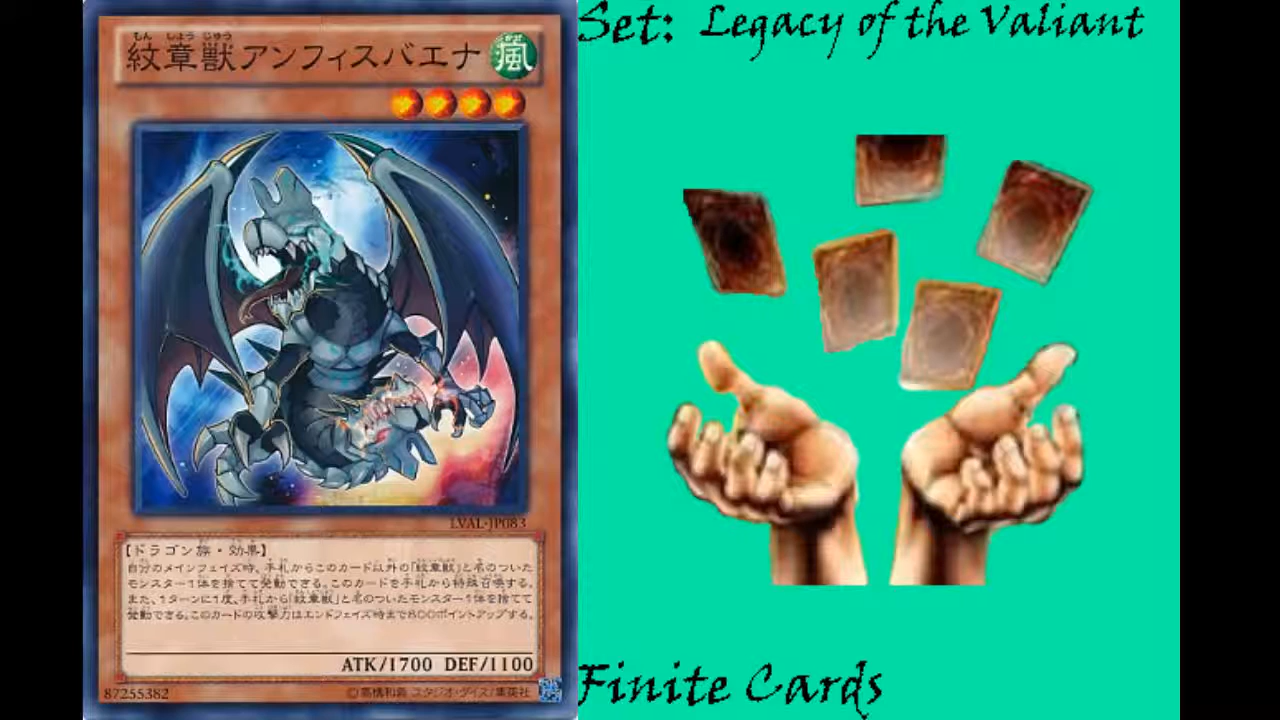 もん しょう じゅう
紋章獣アンフィスバエナ 風
LVAL-JP083
【ドラゴン族・効果】
自分のメインフェイズ時、手札からこのカード以外の「紋章獣」と名のついた
モンスター1体を捨てて発動できる。このカードを手札から特殊召喚する。
また、1ターンに1度、手札から「紋章獣」と名のついたモンスター1体を捨てて
発動できる。このカードの攻撃力はエンドフェイズ時まで800ポイントアップする。
ATK/1700 DEF/1100
87255382 ©高橋和希 スタジオ・ダイス/集英社
Set: Legacy of the Valiant
Finite Cards